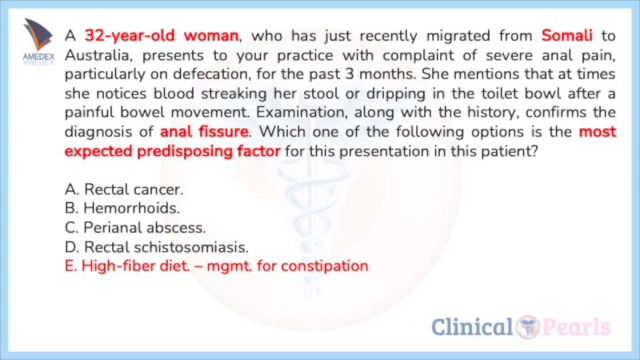 A 32-year-old woman, who has just recently migrated from Somali to
Australia, presents to your practice with complaint of severe anal pain,
particularly on defecation, for the past 3 months. She mentions that at times
she notices blood streaking her stool or dripping in the toilet bowl after a
painful bowel movement. Examination, along with the history, confirms the
diagnosis of anal fissure. Which one of the following options is the most
expected predisposing factor for this presentation in this patient?
A. Rectal cancer.
B. Hemorrhoids.
C. Perianal abscess.
D. Rectal schistosomiasis.
E. High-fiber diet. – mgmt. for constipation
AMEDEX
Clinical Pearls